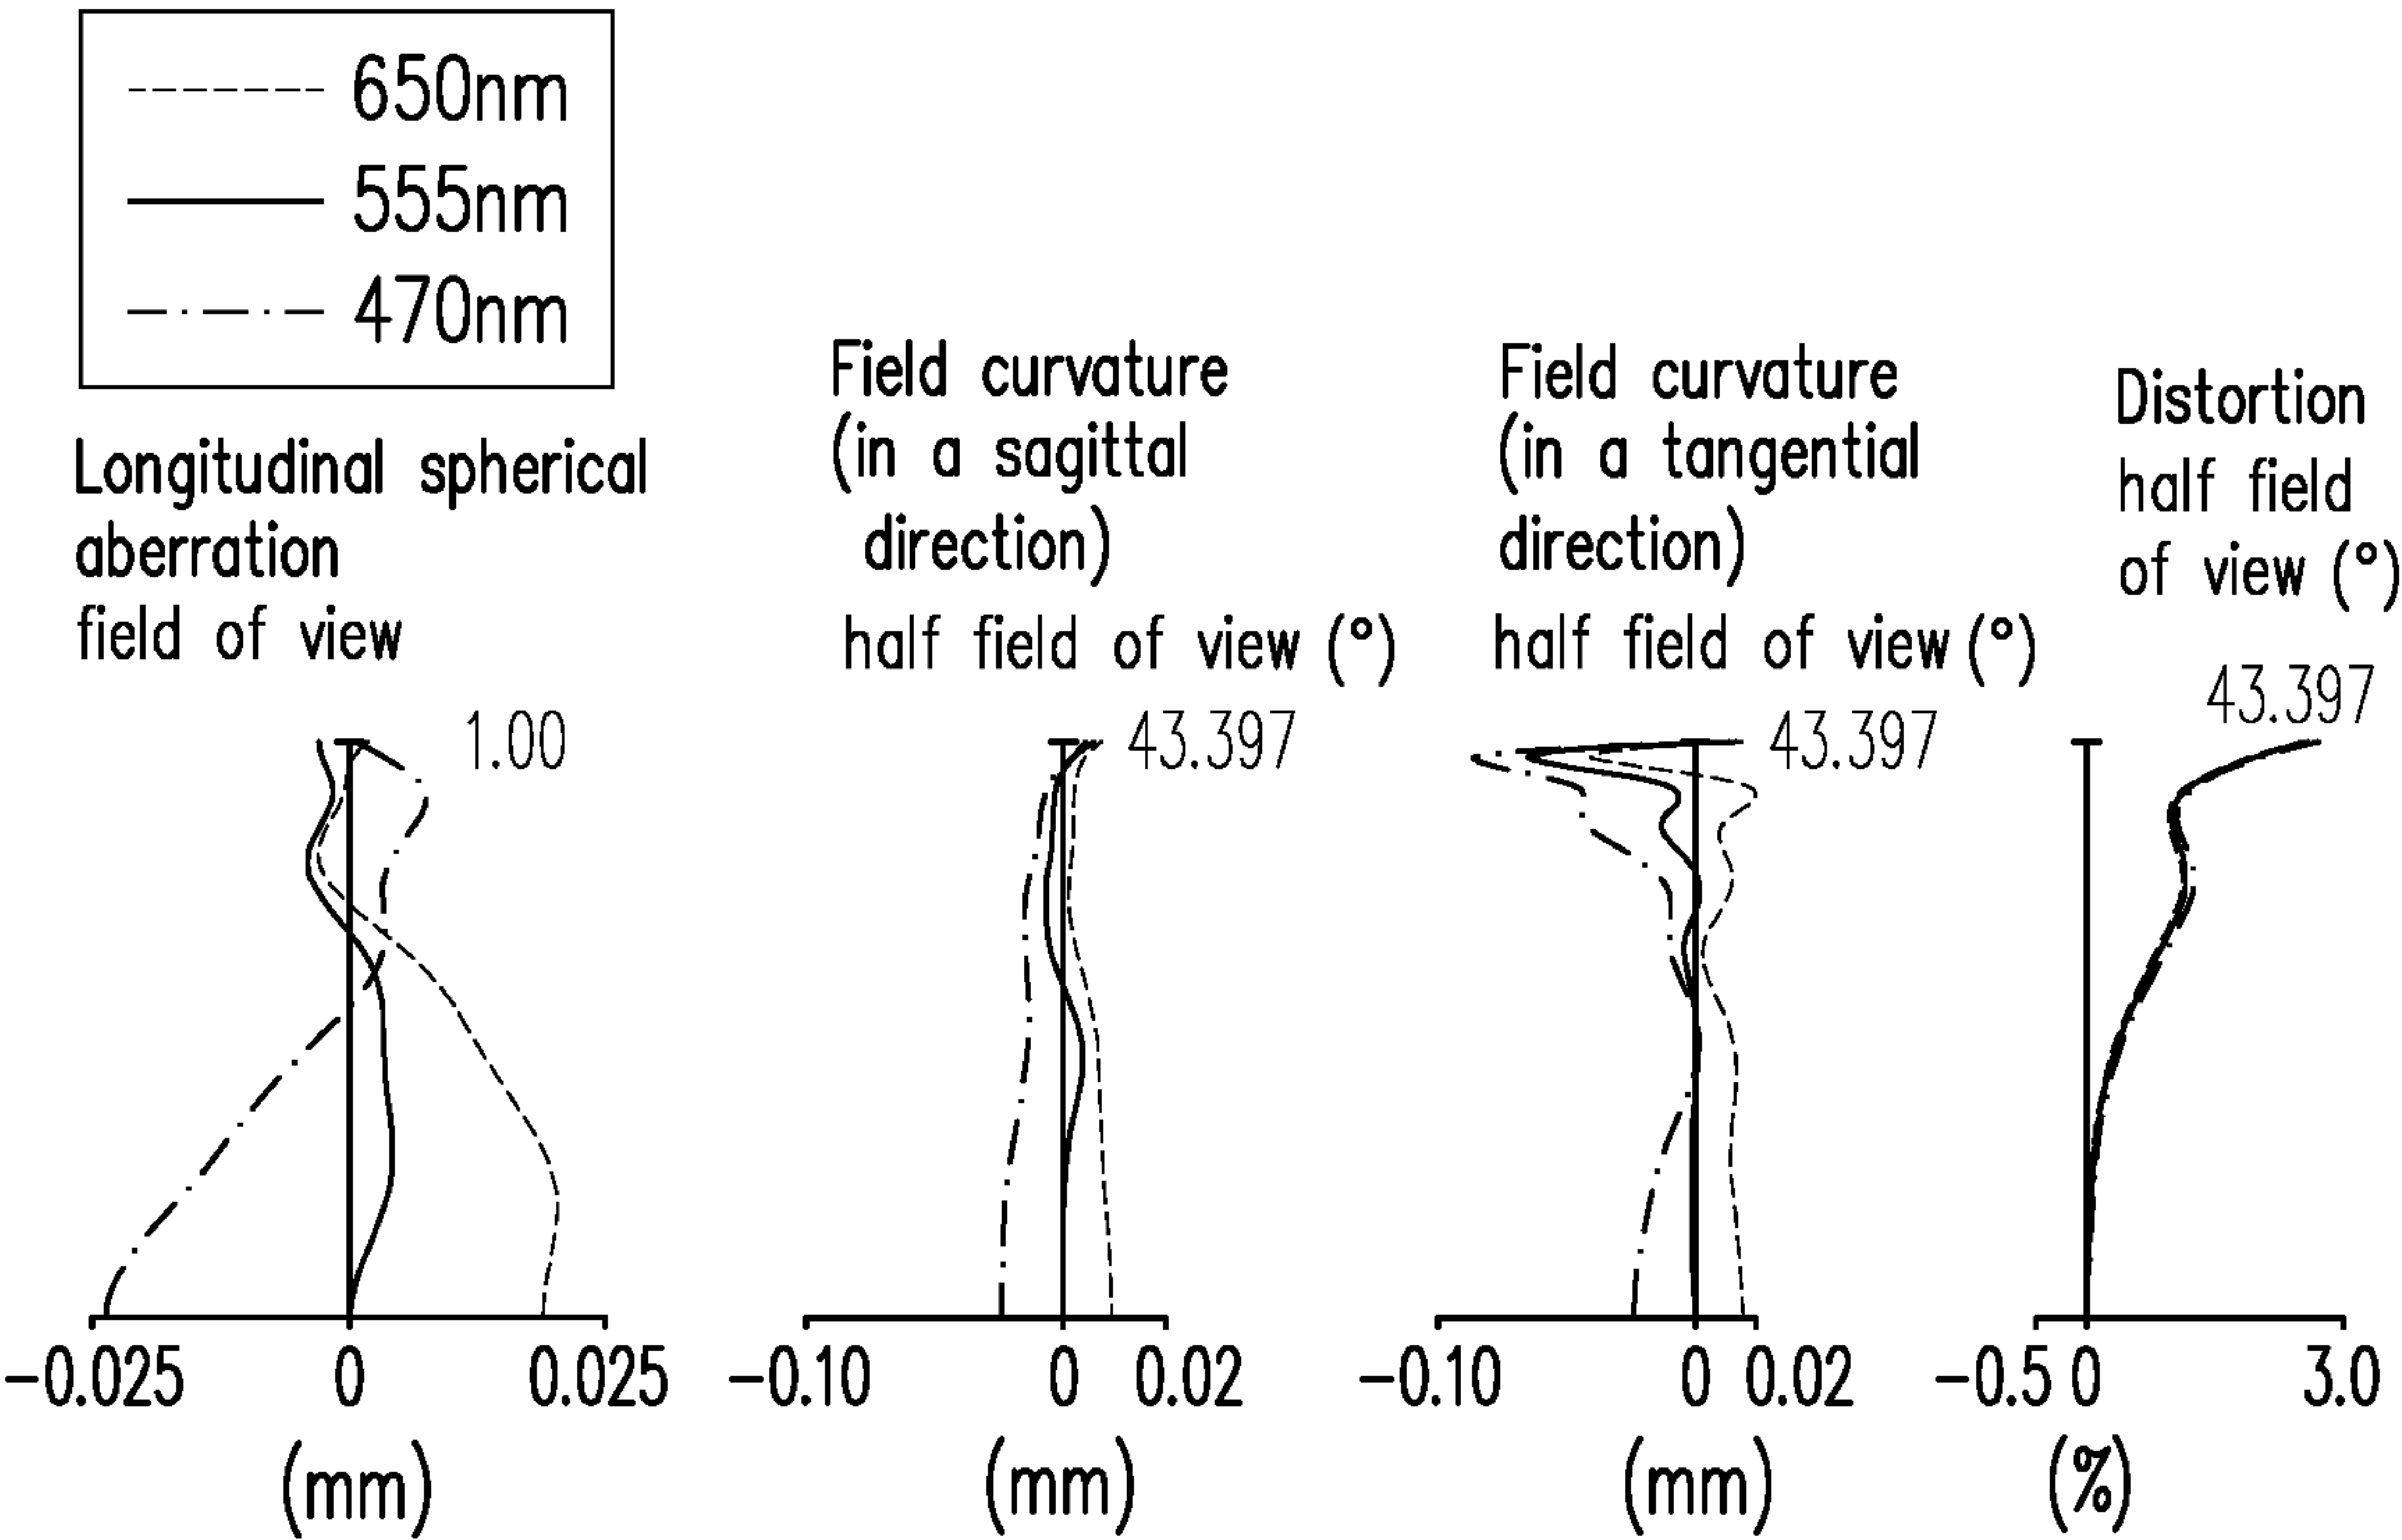 650nm
555nm
470nm
Longitudinal spherical
aberration
field of view
1.00
-0.025
0
0.025
(mm)
Field curvature
(in a sagittal
direction)
half field of view (°)
43.397
-0.10
0
0.02
(mm)
Field curvature
(in a tangential
direction)
half field of view (°)
43.397
-0.10
0
0.02
(mm)
Distortion
half field
of view (°)
43.397
-0.5
0
3.0
(%)